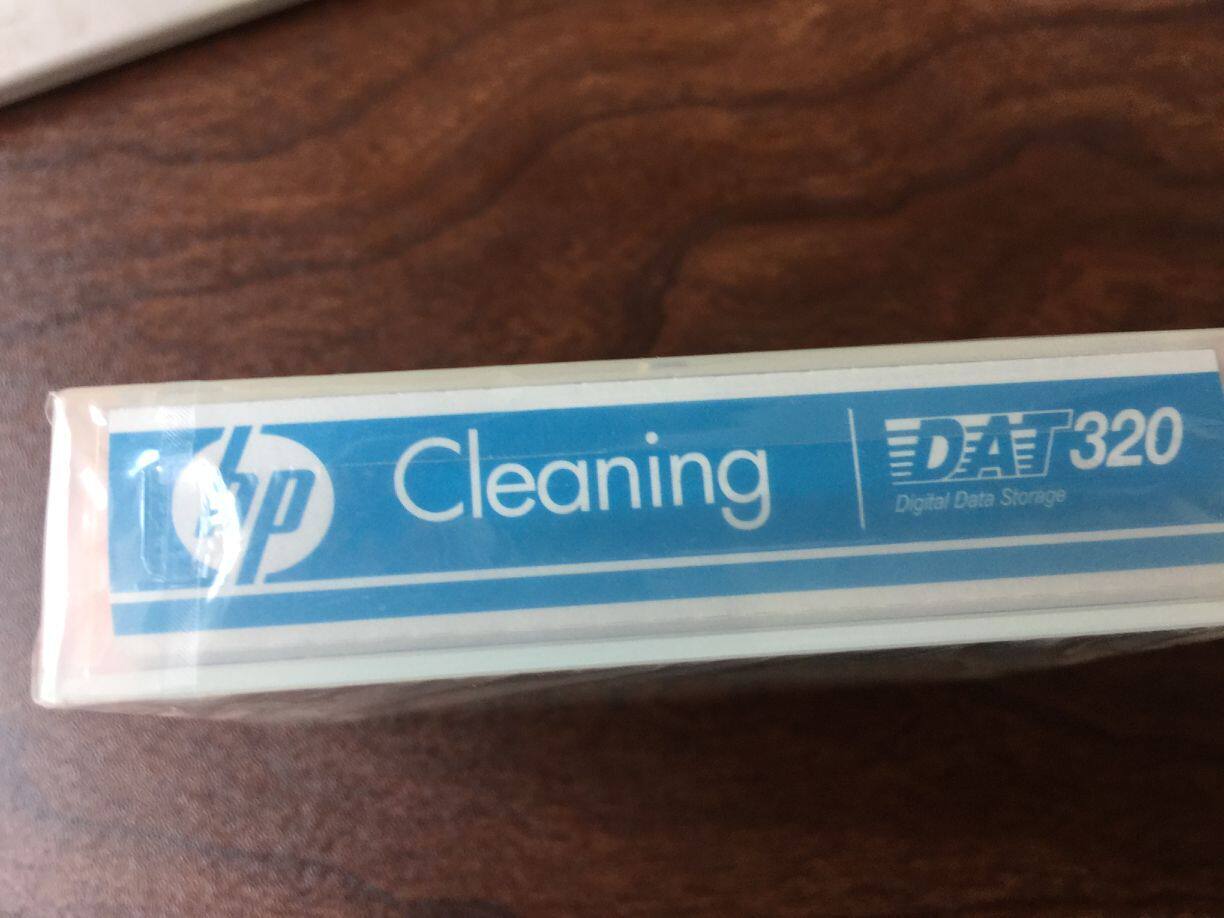 hp Cleaning DAT 320
Digital Data Storage